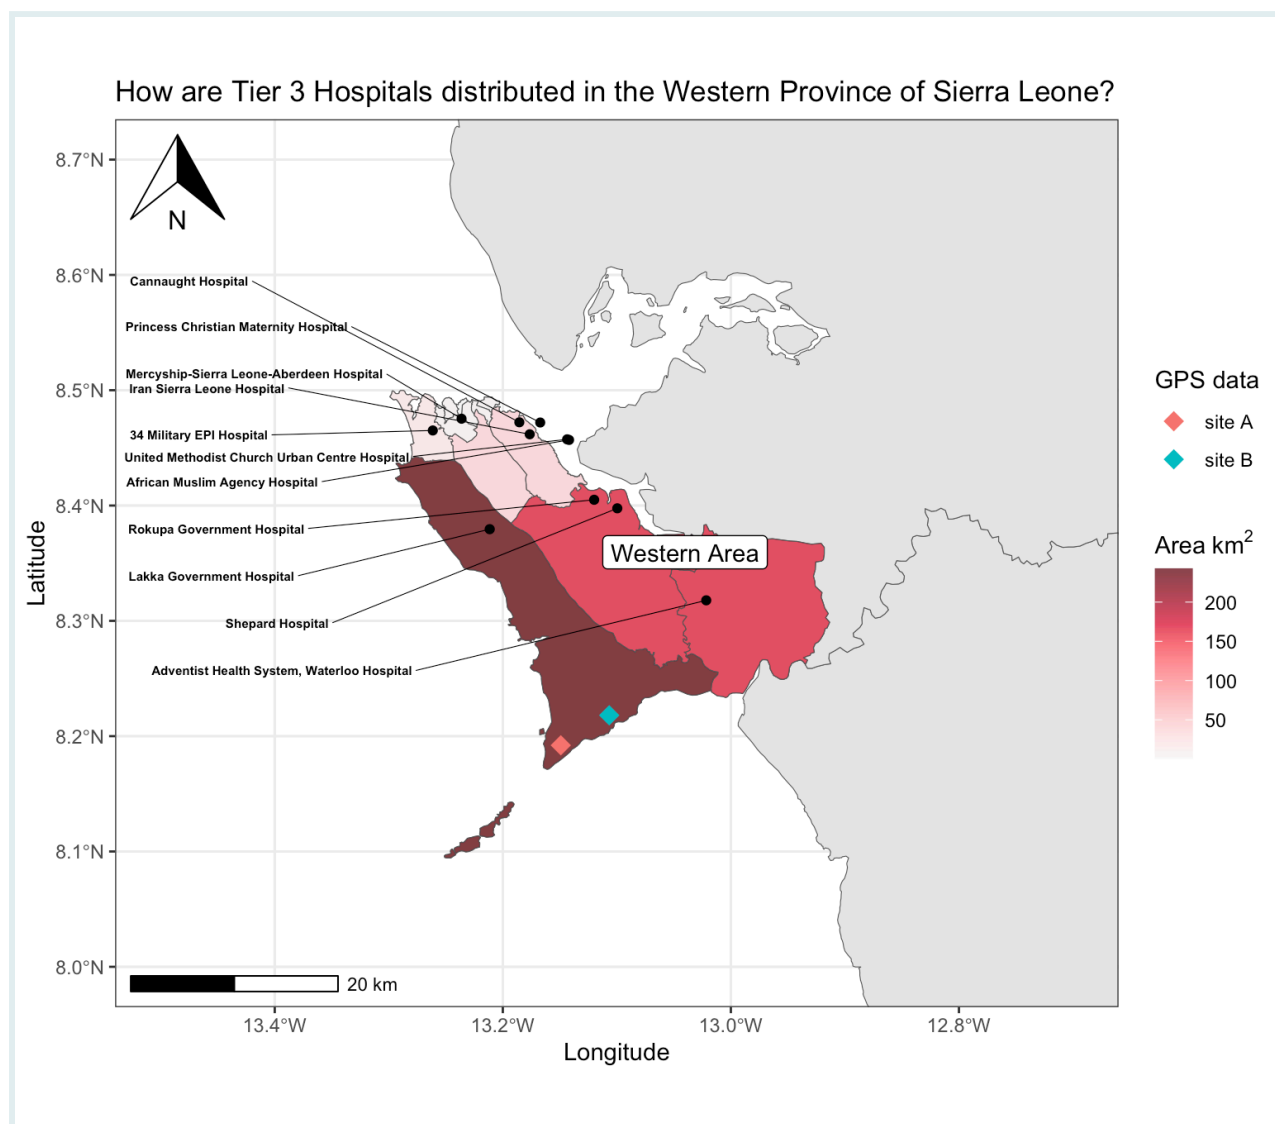 How are Tier 3 Hospitals distributed in the Western Province of Sierra Leone?
8.7°N
8.6°N
8.5°N
8.4°N
8.3°N
8.2°N
8.1°N
8.0°N
Latitude
N
Cannaught Hospital
Princess Christian Maternity Hospital
Mercyship-Sierra Leone-Aberdeen Hospital
Iran Sierra Leone Hospital
34 Military EPI Hospital
United Methodist Church Urban Centre Hospital
African Muslim Agency Hospital
Rokupa Government Hospital
Lakka Government Hospital
Shepard Hospital
Adventist Health System, Waterloo Hospital
Western Area
20 km
13.4°W
13.2°W
13.0°W
12.8°W
Longitude
GPS data
site A
site B
Area km²
200
150
100
50